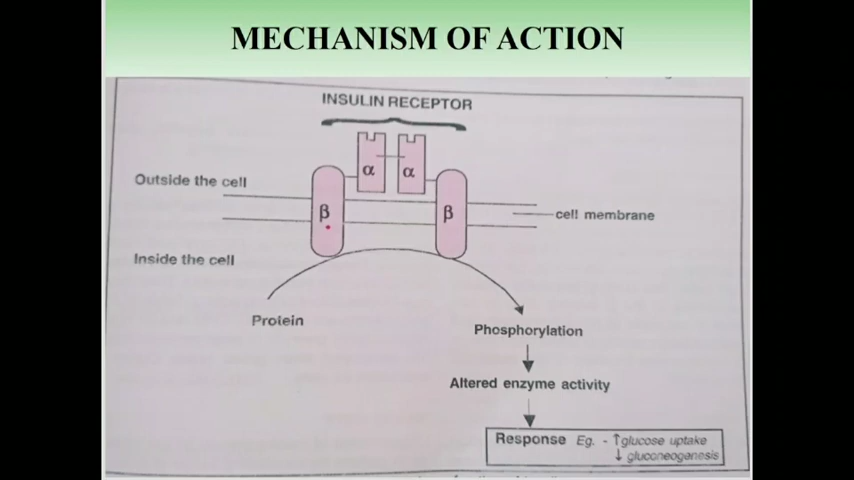 MECHANISM OF ACTION
INSULIN RECEPTOR
α α
Outside the cell
β β
cell membrane
Inside the cell
Protein
Phosphorylation
Altered enzyme activity
Response Eg. - ↑glucose uptake
↓ gluconeogenesis